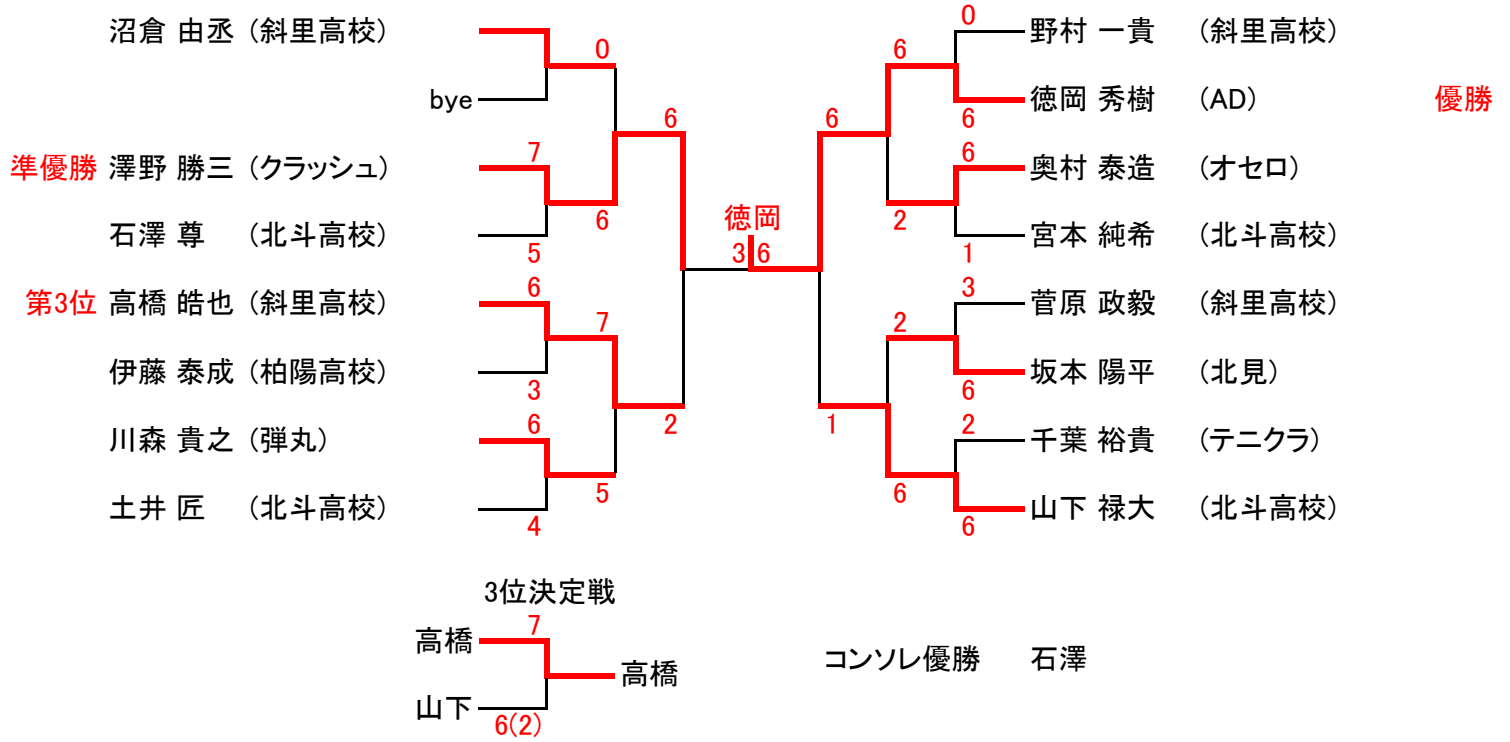 沼倉 由丞 (斜里高校) 0 6 6 6 0 野村 一貴 (斜里高校)
bye 徳岡 秀樹 (AD) 優勝
6
準優勝 澤野 勝三 (クラッシュ) 7 6 奥村 泰造 (オセロ)
6 徳岡 2
石澤 尊 (北斗高校) 宮本 純希 (北斗高校)
5 3 6 1
第3位 高橋 皓也 (斜里高校) 6 7 2 3 菅原 政毅 (斜里高校)
伊藤 泰成 (柏陽高校) 坂本 陽平 (北見)
3 6
川森 貴之 (弾丸) 6 2 1 2 千葉 裕貴 (テニクラ)
5 6
土井 匠 (北斗高校) 山下 禄大 (北斗高校)
4 6
3位決定戦
高橋 7
高橋
コンソレ優勝 石澤
山下 6(2)